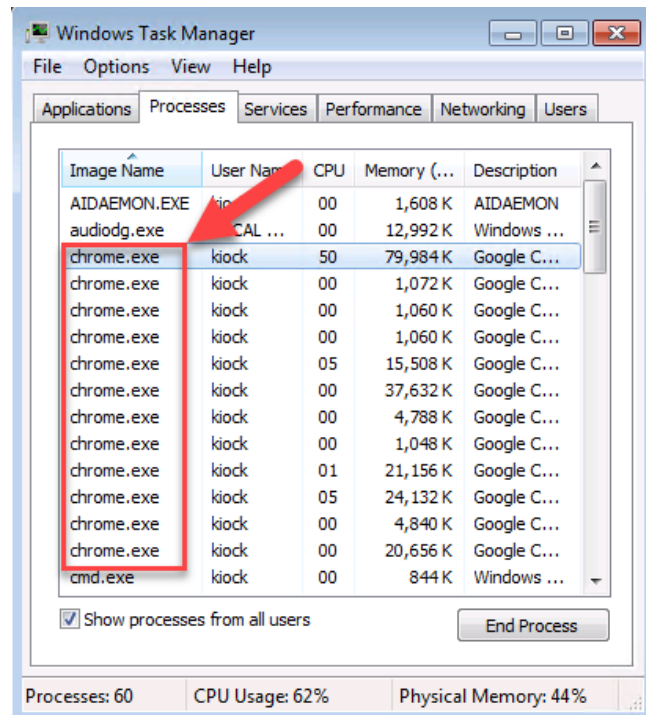 Windows Task Manager
File Options View Help
Applications Processes Services Performance Networking Users
Image Name User Nam CPU Memory (... Description
AIDAEMON.EXE 00 1,608 K AIDAEMON
audiodg.exe CAL ... 00 12,992 K Windows ...
chrome.exe kiock 50 79,984 K Google C...
chrome.exe kiock 00 1,072 K Google C...
chrome.exe kiock 00 1,060 K Google C...
chrome.exe kiock 00 1,060 K Google C...
chrome.exe kiock 05 15,508 K Google C...
chrome.exe kiock 00 37,632 K Google C...
chrome.exe kiock 00 4,788 K Google C...
chrome.exe kiock 00 1,048 K Google C...
chrome.exe kiock 01 21,156 K Google C...
chrome.exe kiock 05 24,132 K Google C...
chrome.exe kiock 00 4,840 K Google C...
chrome.exe kiock 00 20,656 K Google C...
cmd.exe kiock 00 844 K Windows ...
Show processes from all users End Process
Processes: 60 CPU Usage: 62% Physical Memory: 44%